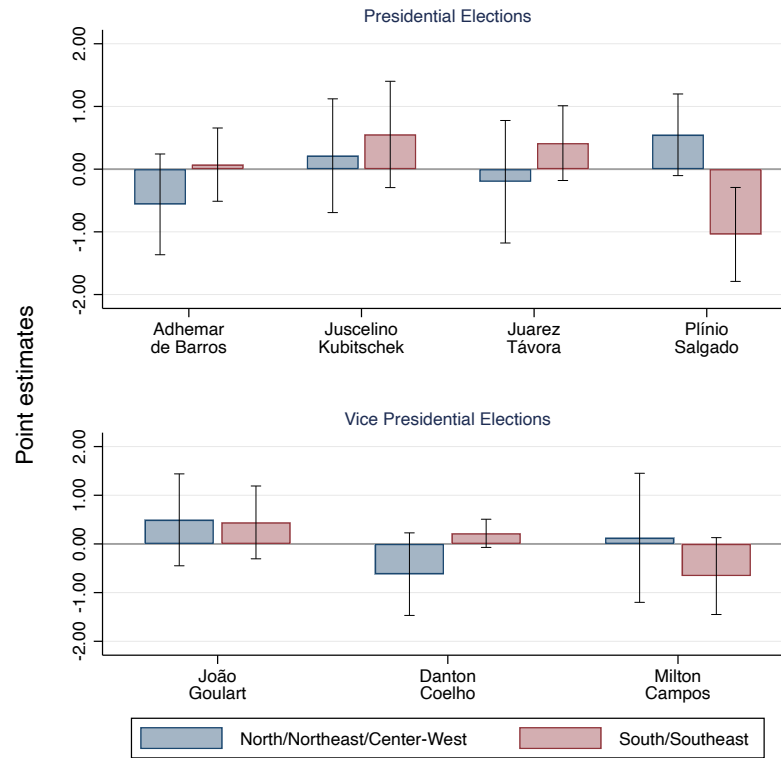 Presidential Elections
2.00
1.00
0.00
-1.00
-2.00
Adhemar
de Barros
Juscelino
Kubitschek
Juarez
Távora
Plínio
Salgado
Point estimates
Vice Presidential Elections
2.00
1.00
0.00
-1.00
-2.00
João
Goulart
Danton
Coelho
Milton
Campos
North/Northeast/Center-West
South/Southeast